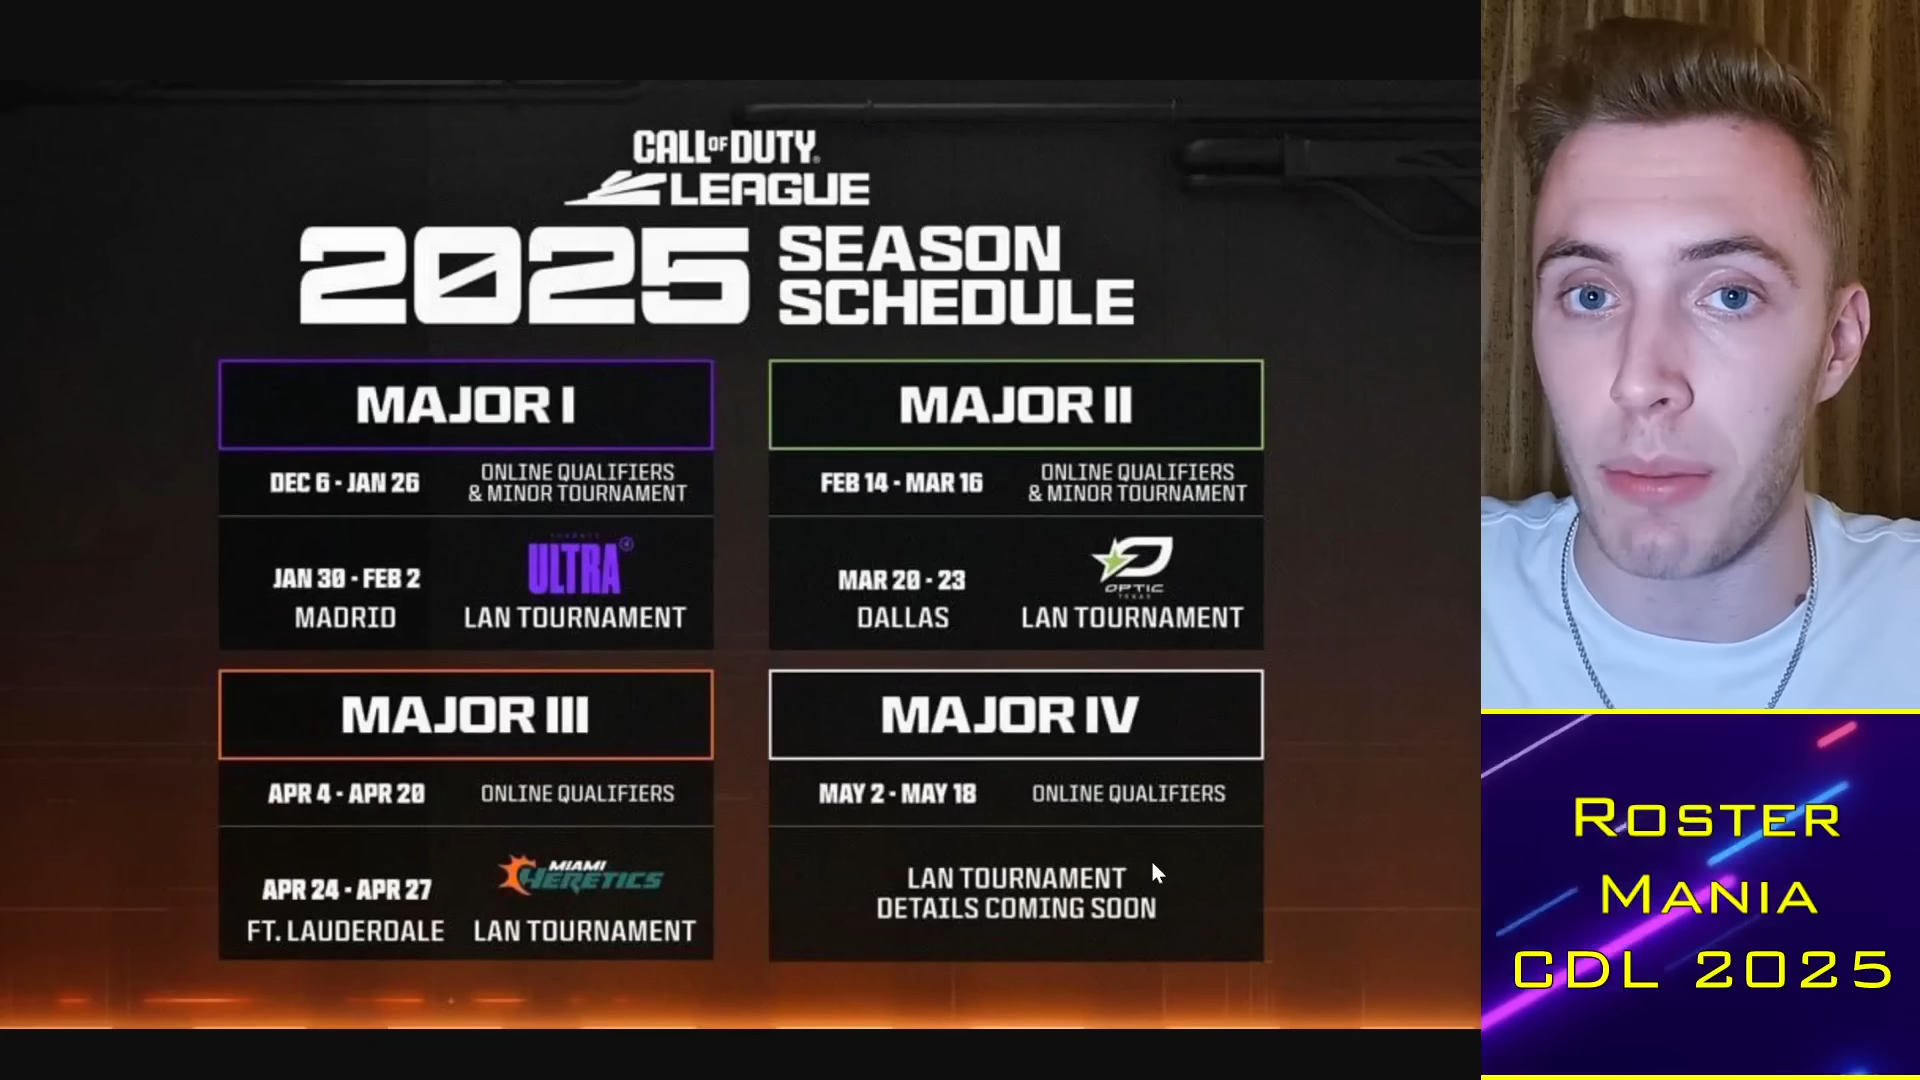 CALL OF DUTY
LEAGUE
2025 SEASON
SCHEDULE
MAJOR I
DEC 6 - JAN 26
ONLINE QUALIFIERS
& MINOR TOURNAMENT
JAN 30 - FEB 2
MADRID
TORONTO
ULTRA
LAN TOURNAMENT
MAJOR II
FEB 14 - MAR 16
ONLINE QUALIFIERS
& MINOR TOURNAMENT
MAR 20 - 23
DALLAS
OPTIC
TEXAS
LAN TOURNAMENT
MAJOR III
APR 4 - APR 20
ONLINE QUALIFIERS
APR 24 - APR 27
FT. LAUDERDALE
MIAMI
HERETICS
LAN TOURNAMENT
MAJOR IV
MAY 2 - MAY 18
ONLINE QUALIFIERS
LAN TOURNAMENT
DETAILS COMING SOON
ROSTER
MANIA
CDL 2025